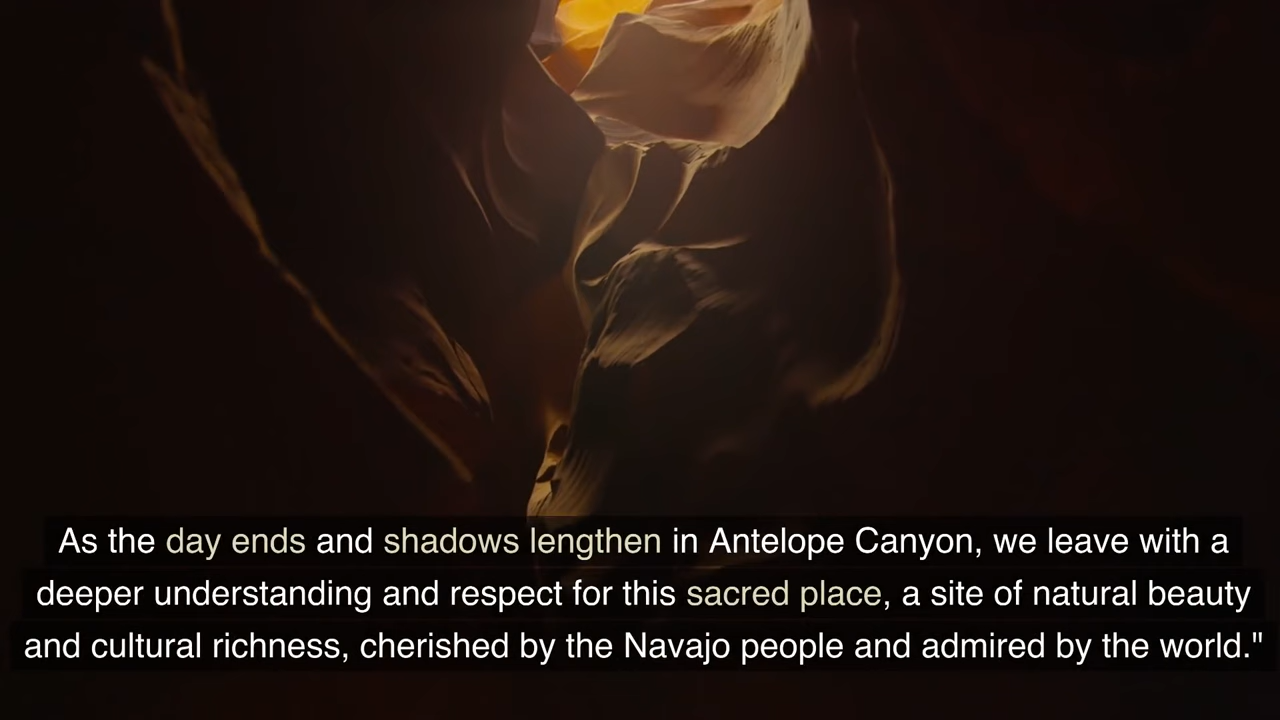 As the day ends and shadows lengthen in Antelope Canyon, we leave with a
deeper understanding and respect for this sacred place, a site of natural beauty
and cultural richness, cherished by the Navajo people and admired by the world."